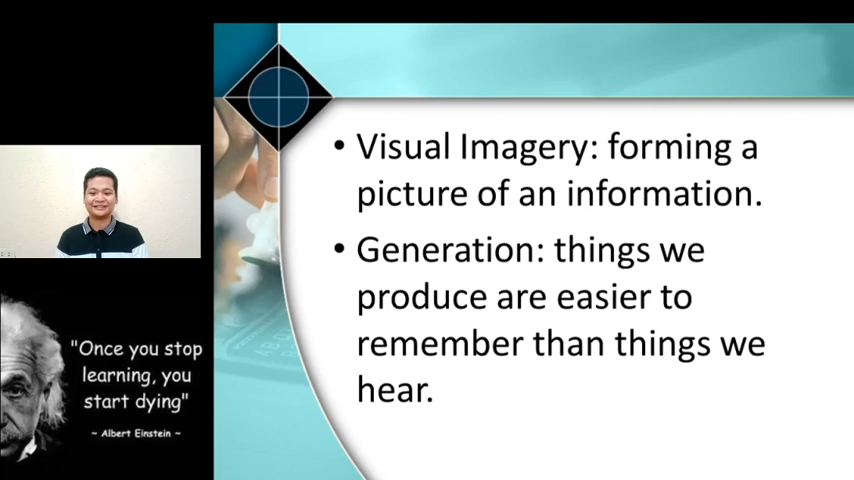 • Visual Imagery: forming a
picture of an information.
• Generation: things we
produce are easier to
remember than things we
hear.
"Once you stop
learning, you
start dying"
~ Albert Einstein ~